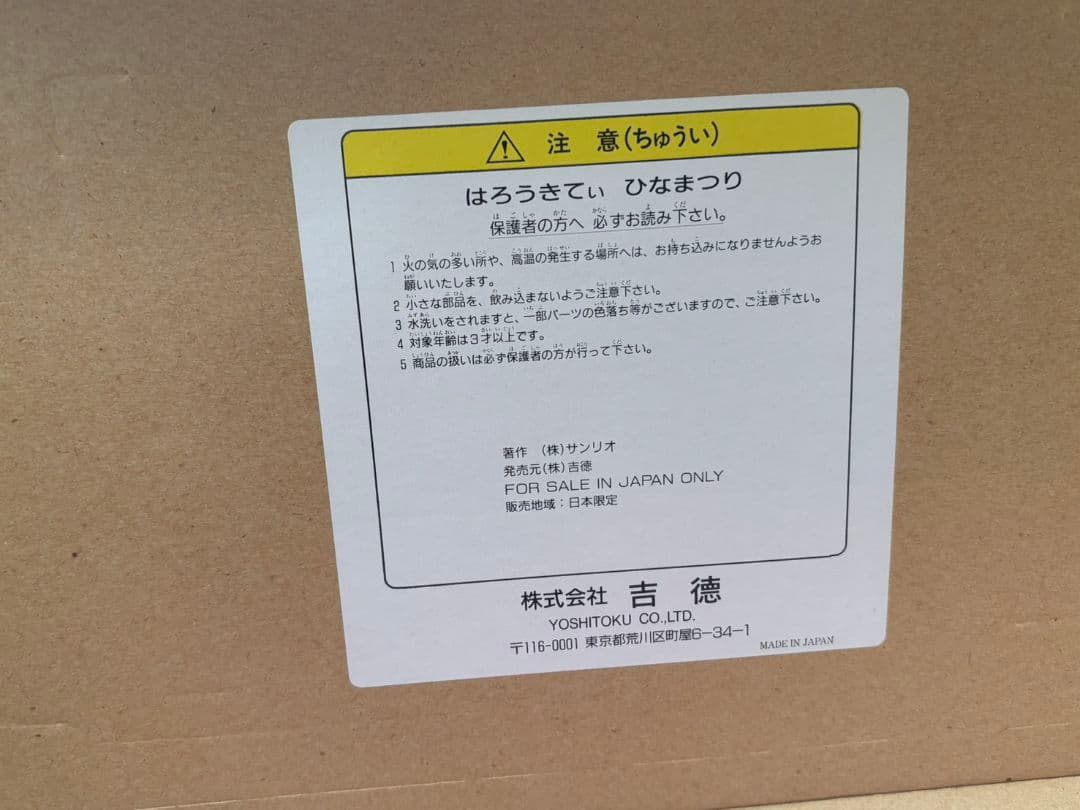 注 意(ちゅうい)
はろうきてぃ ひなまつり
保護者の方へ 必ずお読み下さい。
1 火の気の多い所や、高温の発生する場所へは、お持ち込みになりませんようお
願いいたします。
2 小さな部品を、飲み込まないようご注意下さい。
3 水洗いをされますと、一部パーツの色落ち等がございますので、ご注意下さい。
4 対象年齢は3才以上です。
5 商品の扱いは必ず保護者の方が行って下さい。
著作 (株)サンリオ
発売元(株)吉徳
FOR SALE IN JAPAN ONLY
販売地域:日本限定
株式会社 吉 德
YOSHITOKU CO.,LTD.
〒116-0001 東京都荒川区町屋6-34-1
MADE IN JAPAN